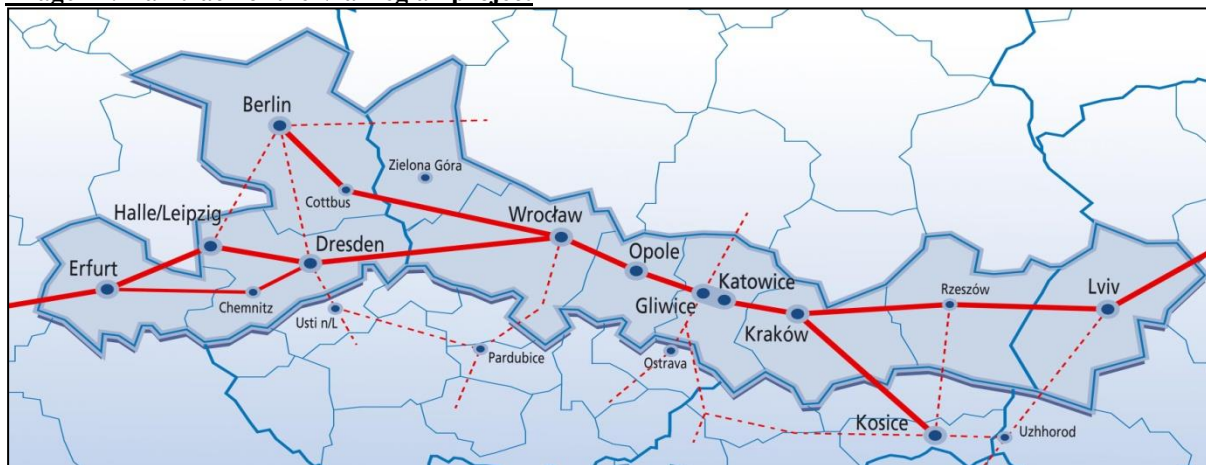 Berlin
Zielona Góra
Cottbus
Halle/Leipzig
Wrocław
Dresden
Opole
Erfurt
Katowice
Rzeszów
Lviv
Chemnitz
Gliwice
Usti n/L
Kraków
Pardubice
Ostrava
Kosice
Uzhhorod